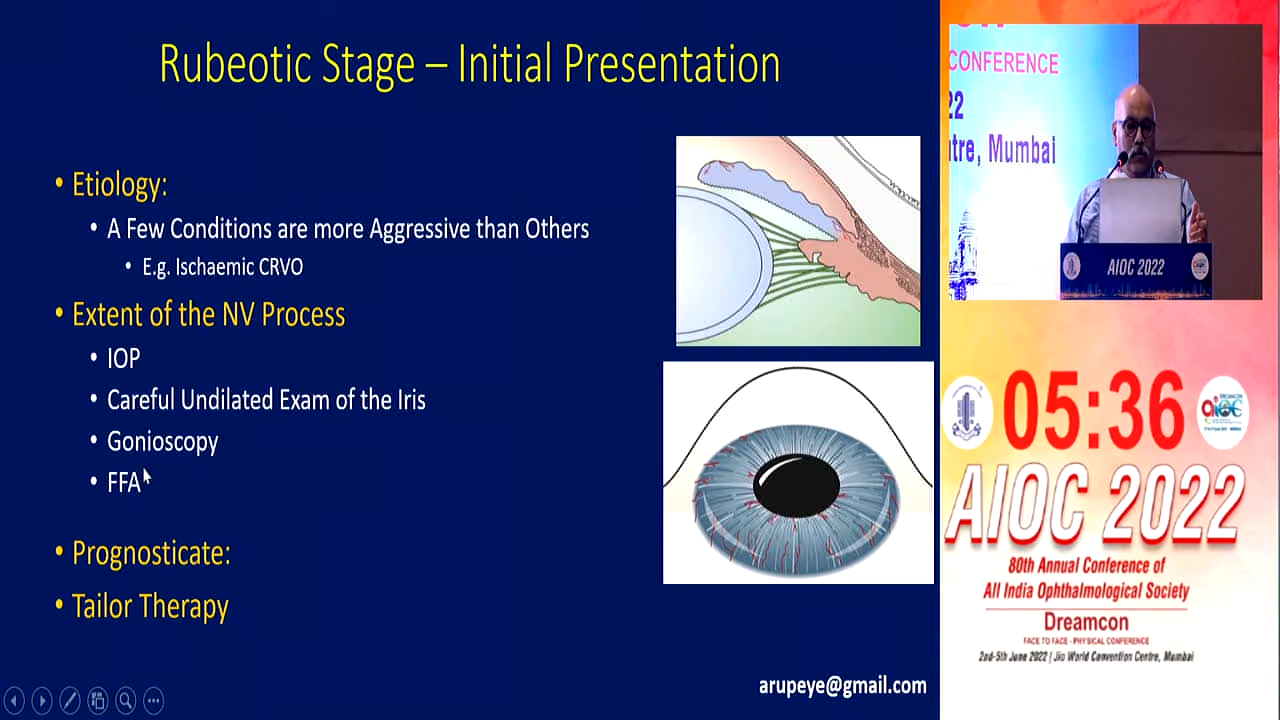 Rubeotic Stage – Initial Presentation
• Etiology:
• A Few Conditions are more Aggressive than Others
• E.g. Ischaemic CRVO
• Extent of the NV Process
• IOP
• Careful Undilated Exam of the Iris
• Gonioscopy
• FFA
• Prognosticate:
• Tailor Therapy
arupeye@gmail.com
CONFERENCE
22
tre, Mumbai
AIOC 2022
05:36
AIOC 2022
80th Annual Conference of
All India Ophthalmological Society
Dreamcon
FACE TO FACE - PHYSICAL CONFERENCE
2nd-5th June 2022 | Jio World Convention Centre, Mumbai